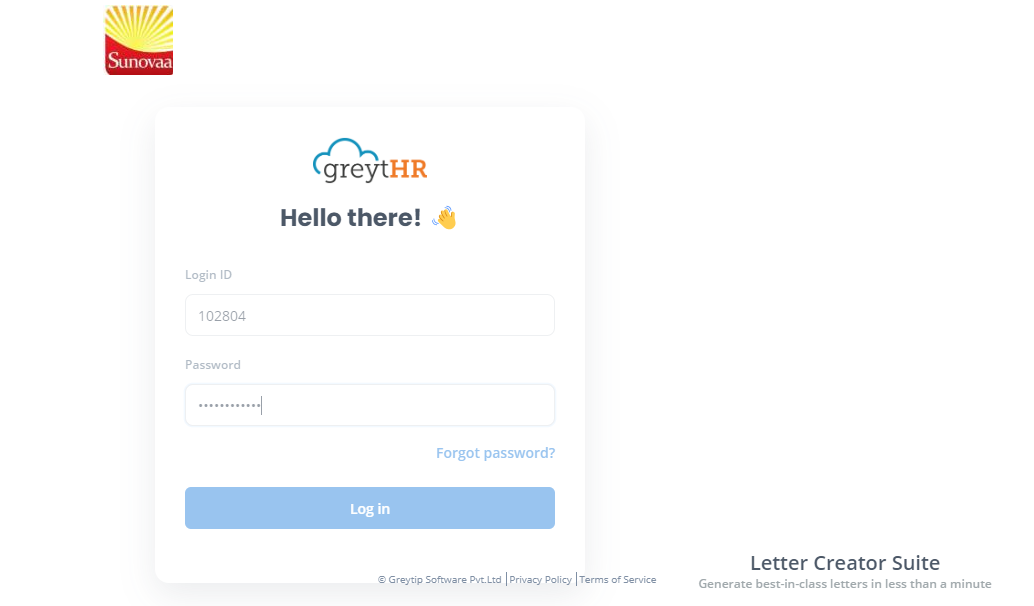 Sunovaa
greytHR
Hello there! 👋
Login ID
102804
Password
••••••••••••
Forgot password?
Log in
© Greytip Software Pvt.Ltd | Privacy Policy | Terms of Service
Letter Creator Suite
Generate best-in-class letters in less than a minute